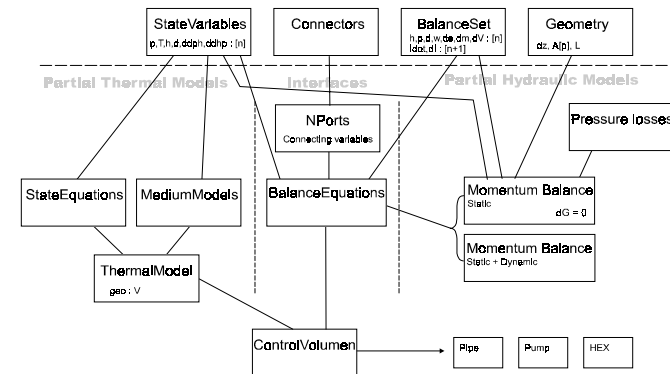 StateVariables
p,T,h,d,ddph,ddhp : [n]
Connectors
BalanceSet
h,p,d,w,de,dm,dV : [n]
Idot,dI : [n+1]
Geometry
dz, A[p], L
Partial Thermal Models
Interfaces
Partial Hydraulic Models
NPorts
Connecting variables
Pressure losses
StateEquations
MediumModels
BalanceEquations
Momentum Balance
Static
dG = 0
Momentum Balance
Static + Dynamic
ThermalModel
geo : V
ControlVolumen
Pipe
Pump
HEX